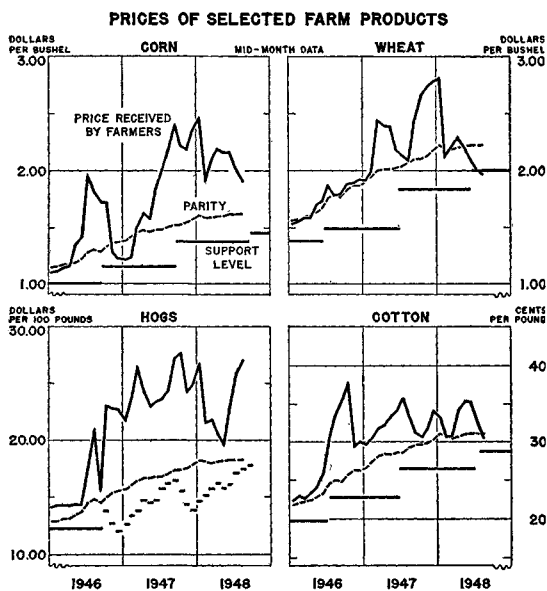 PRICES OF SELECTED FARM PRODUCTS
DOLLARS
PER BUSHEL
CORN
MID-MONTH DATA
WHEAT
DOLLARS
PER BUSHEL
3.00
3.00
PRICE RECEIVED
BY FARMERS
2.00
2.00
PARITY
SUPPORT
LEVEL
1.00
1.00
DOLLARS
PER 100 POUNDS
HOGS
COTTON
CENTS
PER POUND
30.00
40
20.00
30
20
10.00
1946
1947
1948
1946
1947
1948